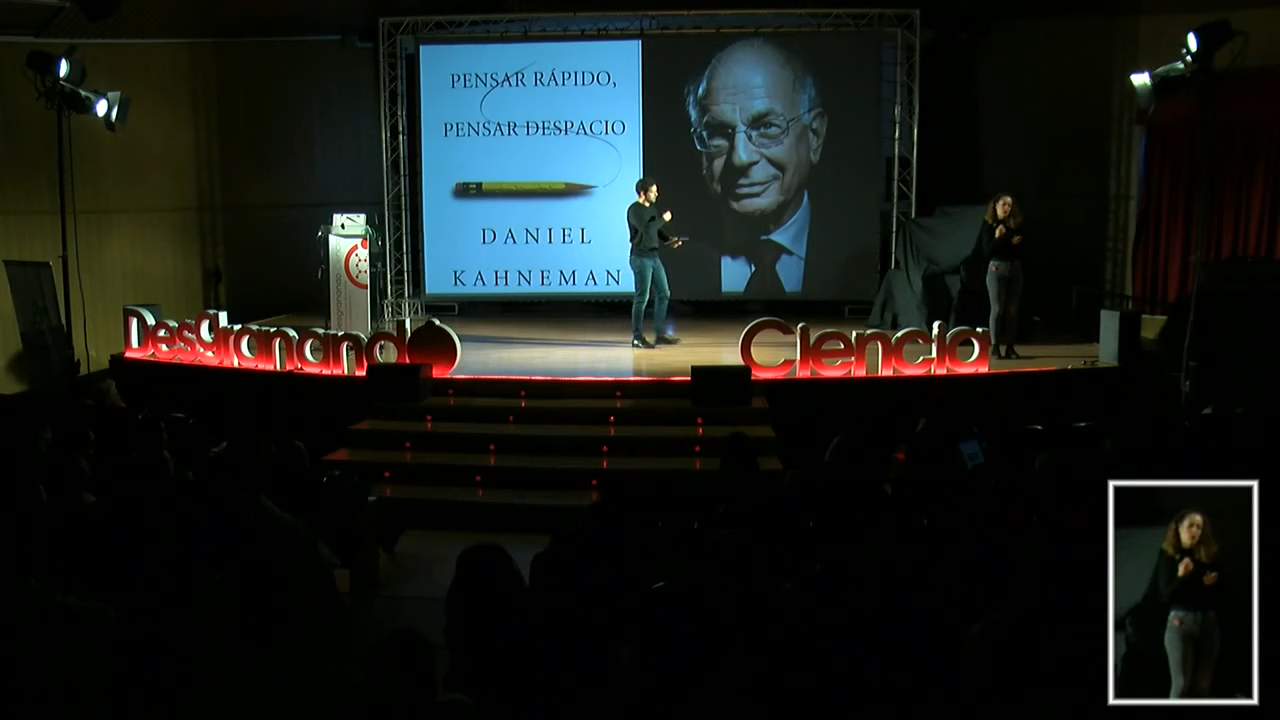 PENSAR RÁPIDO,
PENSAR DESPACIO
DANIEL
KAHNEMAN
Desgranando
Ciencia